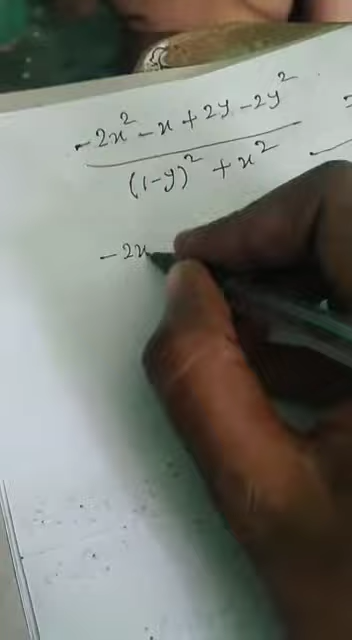 -2x² - x + 2y - 2y²
(1-y)² + x²
-2x